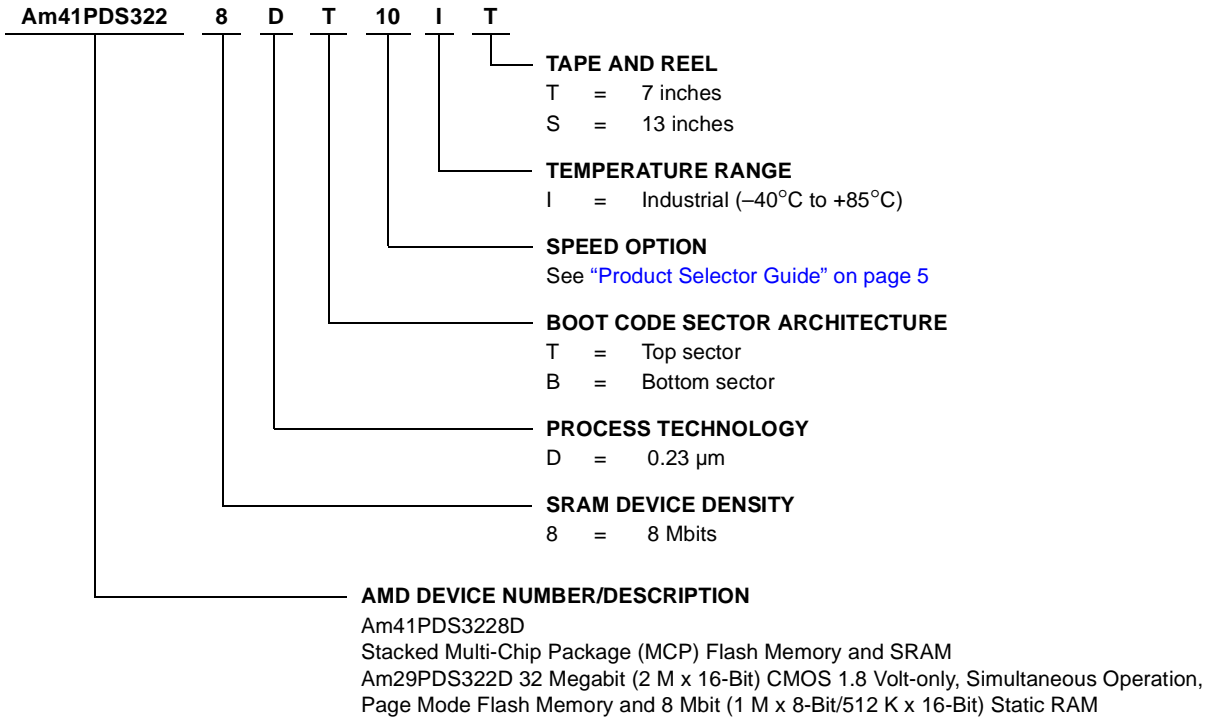 Am41PDS322 8 D T 10 I T
TAPE AND REEL
T = 7 inches
S = 13 inches
TEMPERATURE RANGE
I = Industrial (–40°C to +85°C)
SPEED OPTION
See “Product Selector Guide” on page 5
BOOT CODE SECTOR ARCHITECTURE
T = Top sector
B = Bottom sector
PROCESS TECHNOLOGY
D = 0.23 µm
SRAM DEVICE DENSITY
8 = 8 Mbits
AMD DEVICE NUMBER/DESCRIPTION
Am41PDS3228D
Stacked Multi-Chip Package (MCP) Flash Memory and SRAM
Am29PDS322D 32 Megabit (2 M x 16-Bit) CMOS 1.8 Volt-only, Simultaneous Operation,
Page Mode Flash Memory and 8 Mbit (1 M x 8-Bit/512 K x 16-Bit) Static RAM